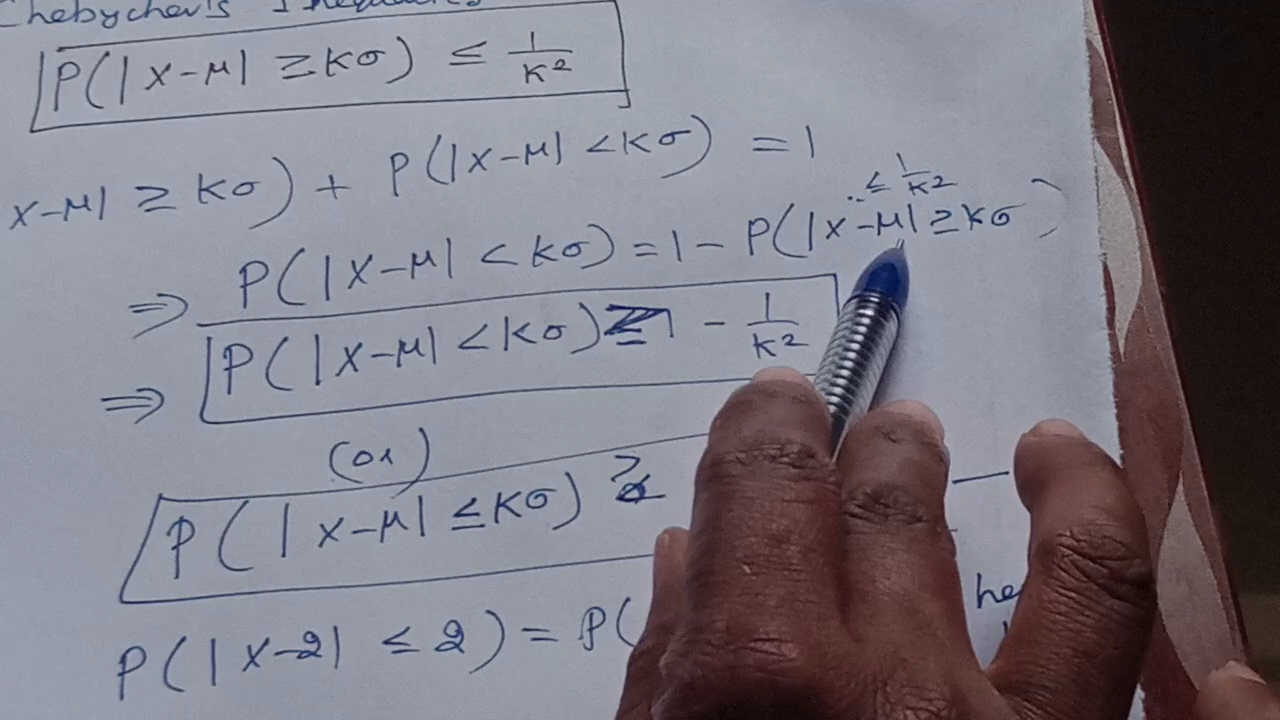 Chebychev's Inequality
P(|X-μ| ≥ Kσ) ≤ 1/K²
X-μ| ≥ Kσ) + P(|X-μ| < Kσ) = 1
≤ 1/K²
⇒ P(|X-μ| < Kσ) = 1 - P(|X-μ| ≥ Kσ)
⇒ P(|X-μ| < Kσ) ≥ 1 - 1/K²
(or)
P(|X-μ| ≤ Kσ) ≥
he
P(|X-2| ≤ 2) = P(